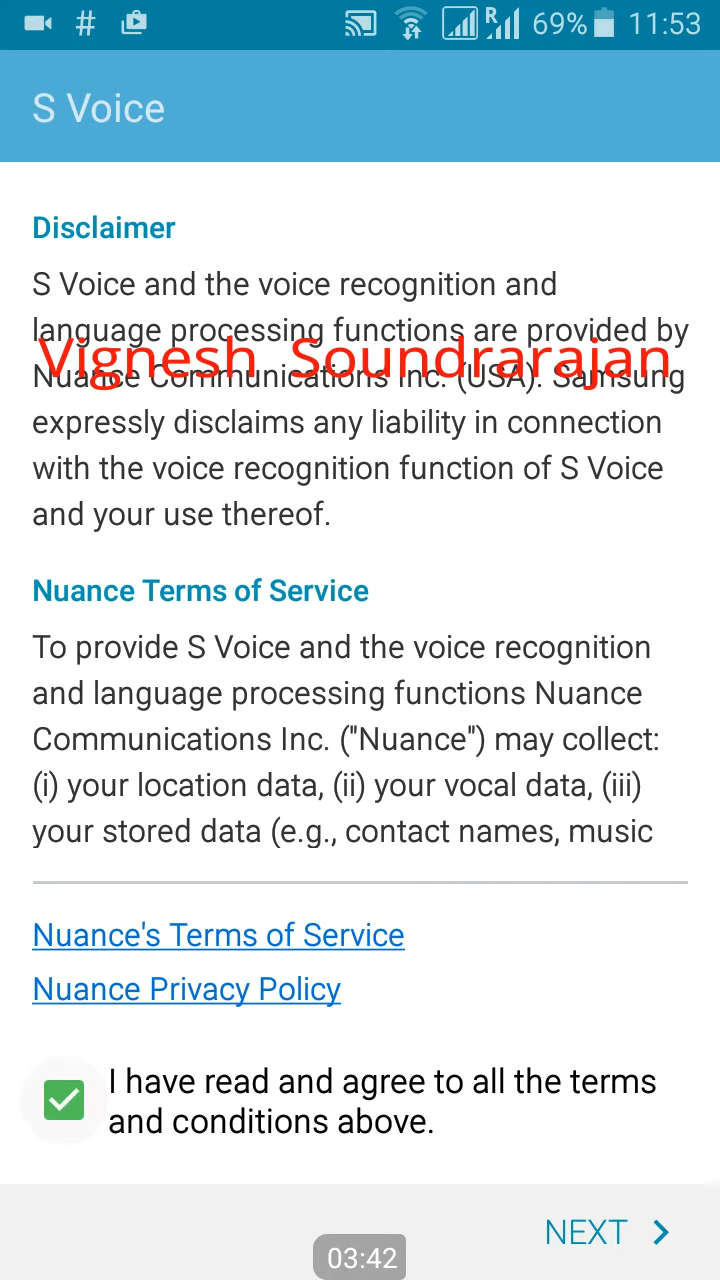 # R 69% 11:53
S Voice
Disclaimer
S Voice and the voice recognition and
language processing functions are provided by
Vignesh Soundrarajan
Nuance Communications Inc. (USA). Samsung
expressly disclaims any liability in connection
with the voice recognition function of S Voice
and your use thereof.
Nuance Terms of Service
To provide S Voice and the voice recognition
and language processing functions Nuance
Communications Inc. ("Nuance") may collect:
(i) your location data, (ii) your vocal data, (iii)
your stored data (e.g., contact names, music
Nuance's Terms of Service
Nuance Privacy Policy
I have read and agree to all the terms
and conditions above.
NEXT
03:42